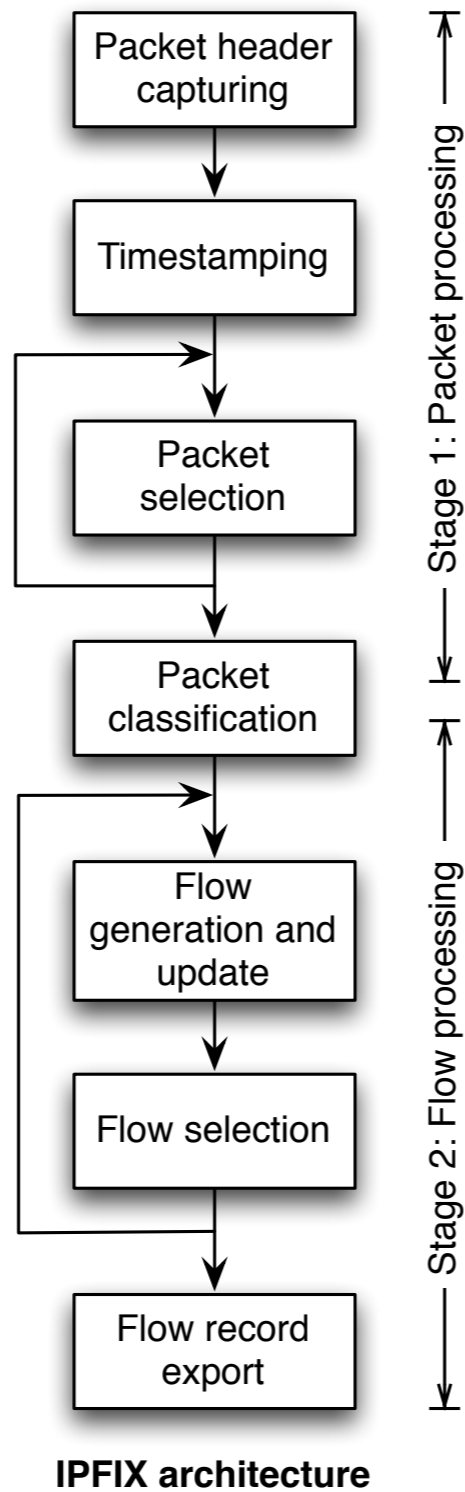 Packet header
capturing
Timestamping
Packet
selection
Packet
classification
Flow
generation and
update
Flow selection
Flow record
export
Stage 1: Packet processing
Stage 2: Flow processing
IPFIX architecture